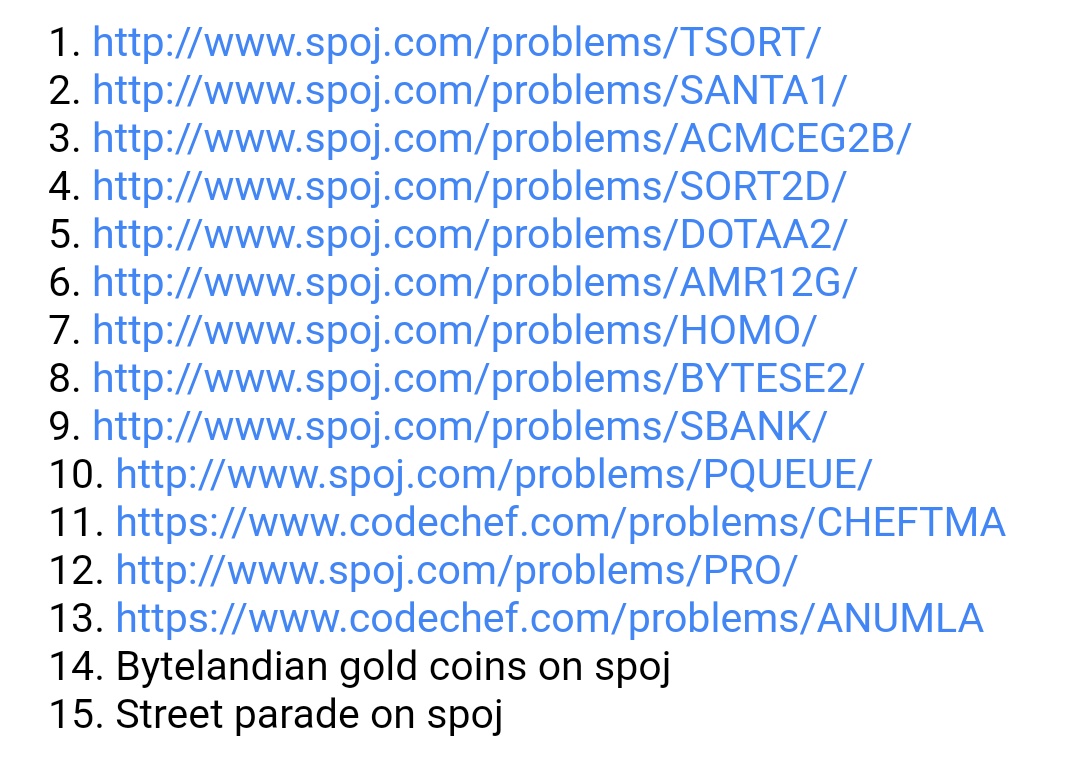 1. http://www.spoj.com/problems/TSORT/
2. http://www.spoj.com/problems/SANTA1/
3. http://www.spoj.com/problems/ACMCEG2B/
4. http://www.spoj.com/problems/SORT2D/
5. http://www.spoj.com/problems/DOTAA2/
6. http://www.spoj.com/problems/AMR12G/
7. http://www.spoj.com/problems/HOMO/
8. http://www.spoj.com/problems/BYTESE2/
9. http://www.spoj.com/problems/SBANK/
10. http://www.spoj.com/problems/PQUEUE/
11. https://www.codechef.com/problems/CHEFTMA
12. http://www.spoj.com/problems/PRO/
13. https://www.codechef.com/problems/ANUMLA
14. Bytelandian gold coins on spoj
15. Street parade on spoj